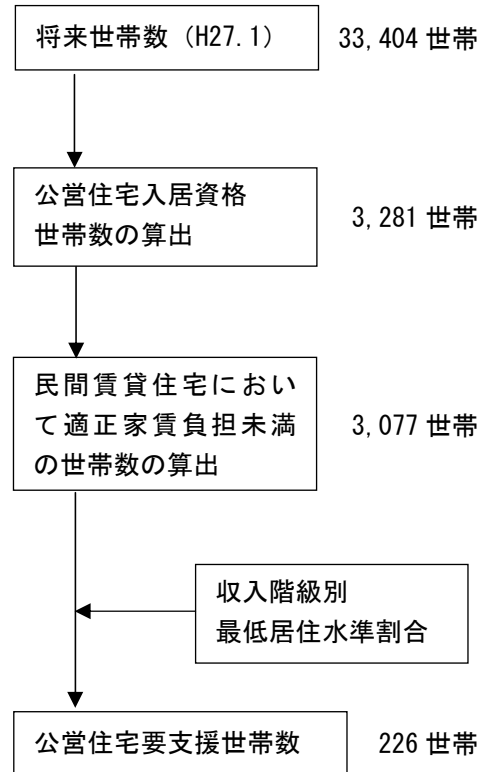 将来世帯数（H27.1） 33,404 世帯
公営住宅入居資格
世帯数の算出
3,281 世帯
民間賃貸住宅におい
て適正家賃負担未満
の世帯数の算出
3,077 世帯
収入階級別
最低居住水準割合
公営住宅要支援世帯数 226 世帯